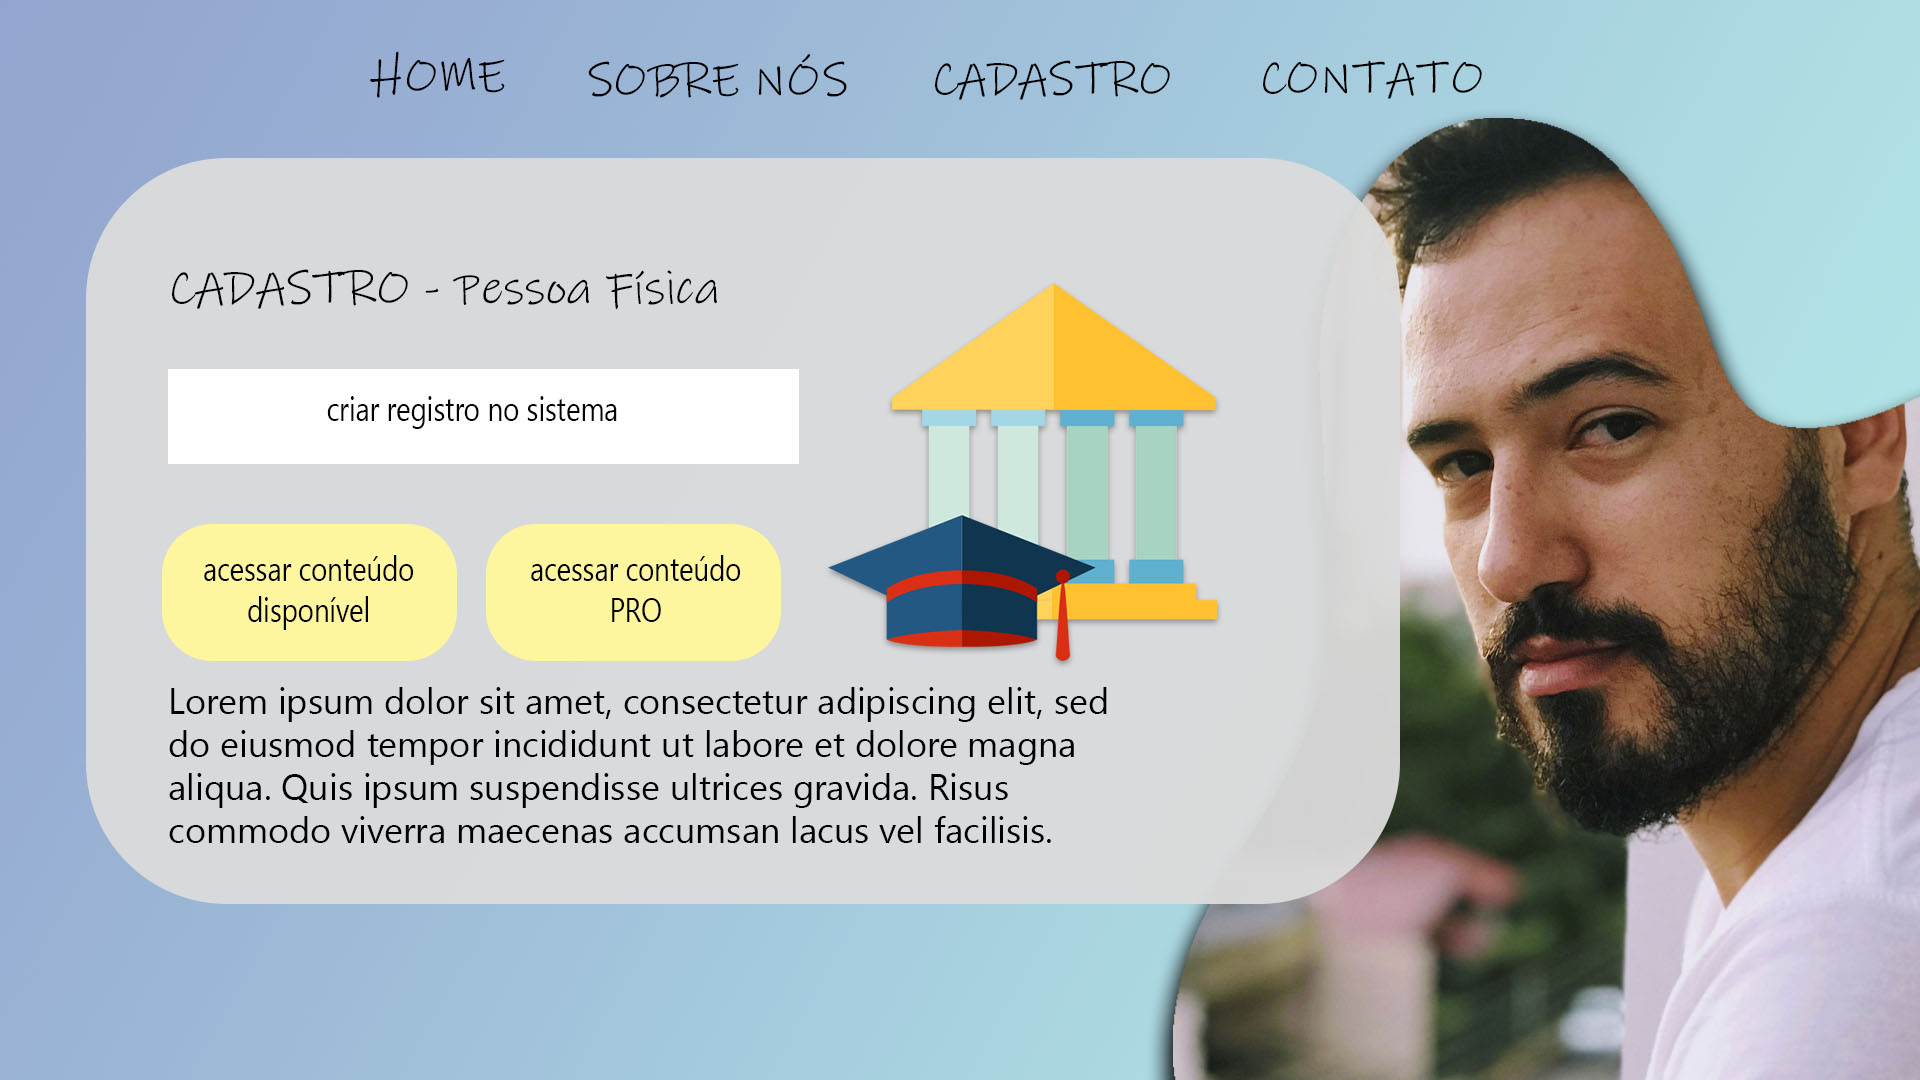 HOME SOBRE NÓS CADASTRO CONTATO
CADASTRO - Pessoa Física
criar registro no sistema
acessar conteúdo
disponível
acessar conteúdo
PRO
Lorem ipsum dolor sit amet, consectetur adipiscing elit, sed
do eiusmod tempor incididunt ut labore et dolore magna
aliqua. Quis ipsum suspendisse ultrices gravida. Risus
commodo viverra maecenas accumsan lacus vel facilisis.